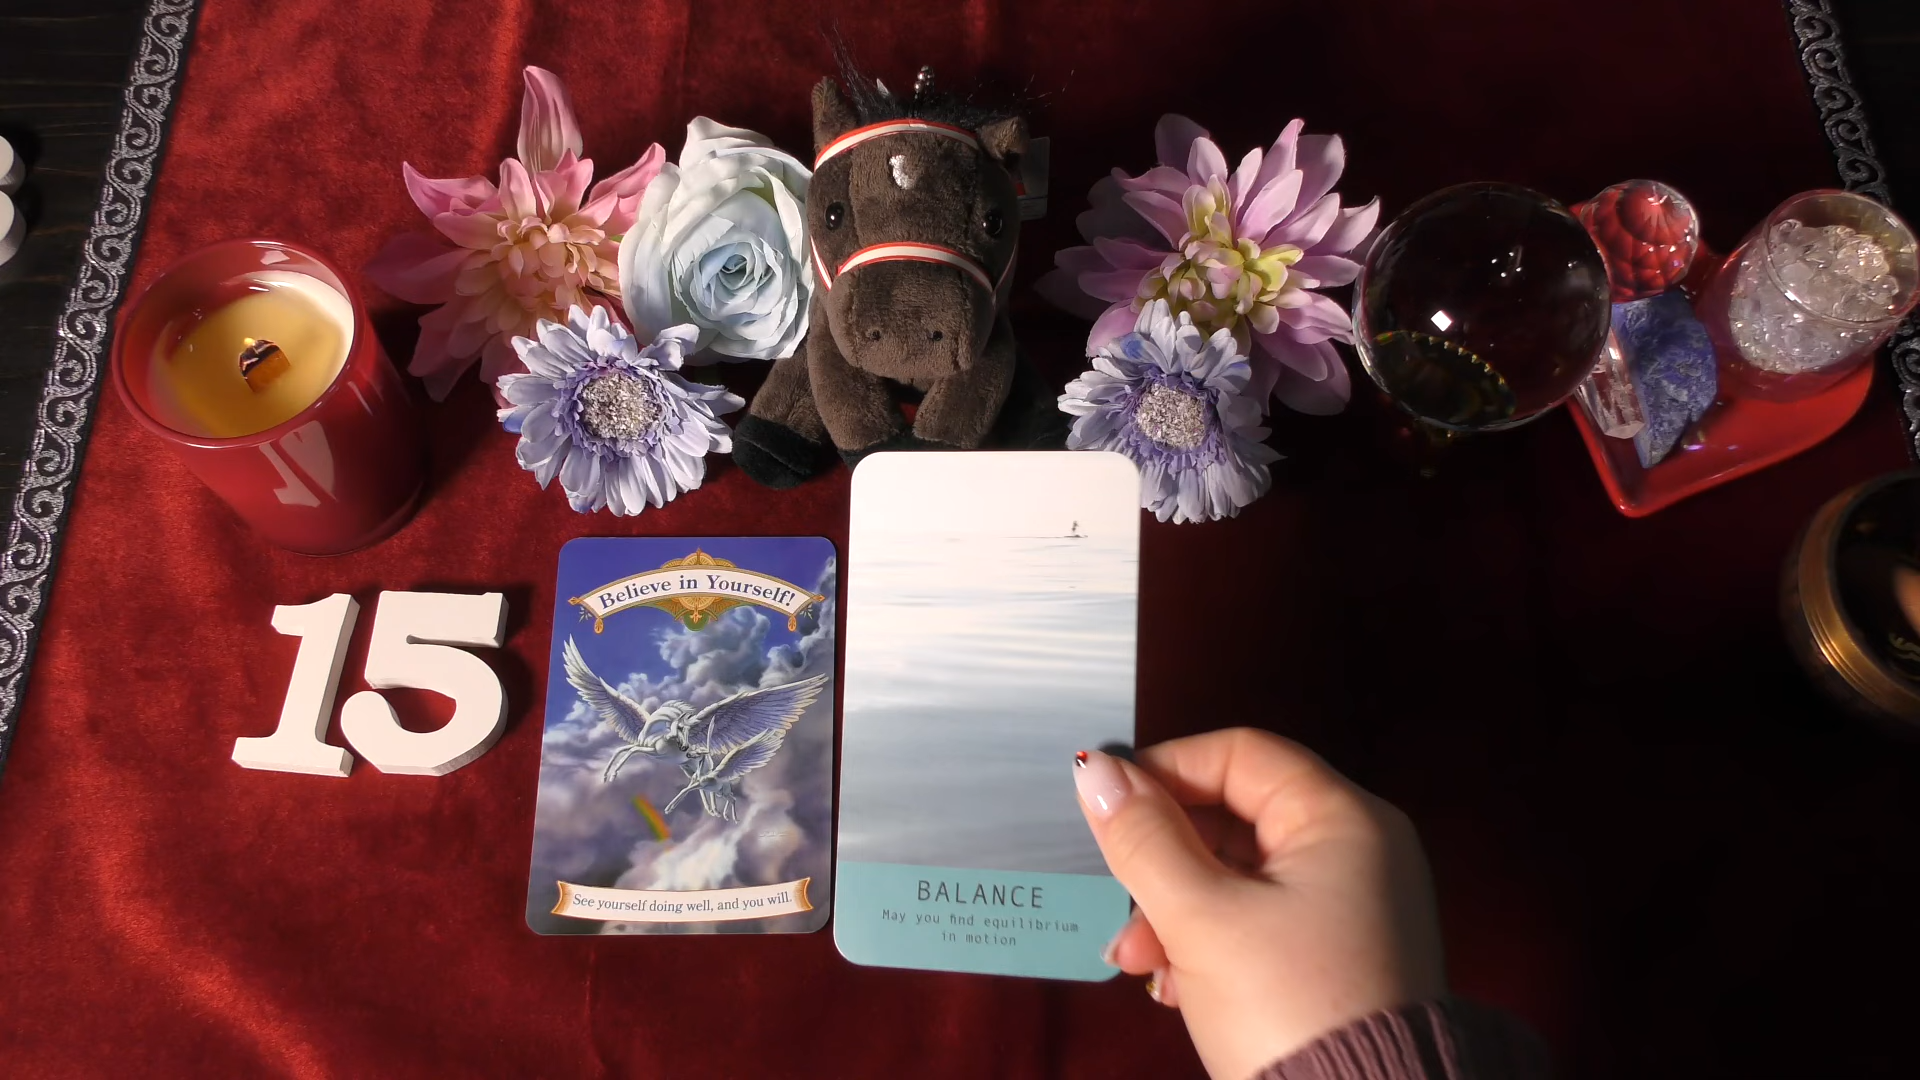 15
Believe in Yourself!
See yourself doing well, and you will.
BALANCE
May you find equilibrium
in motion